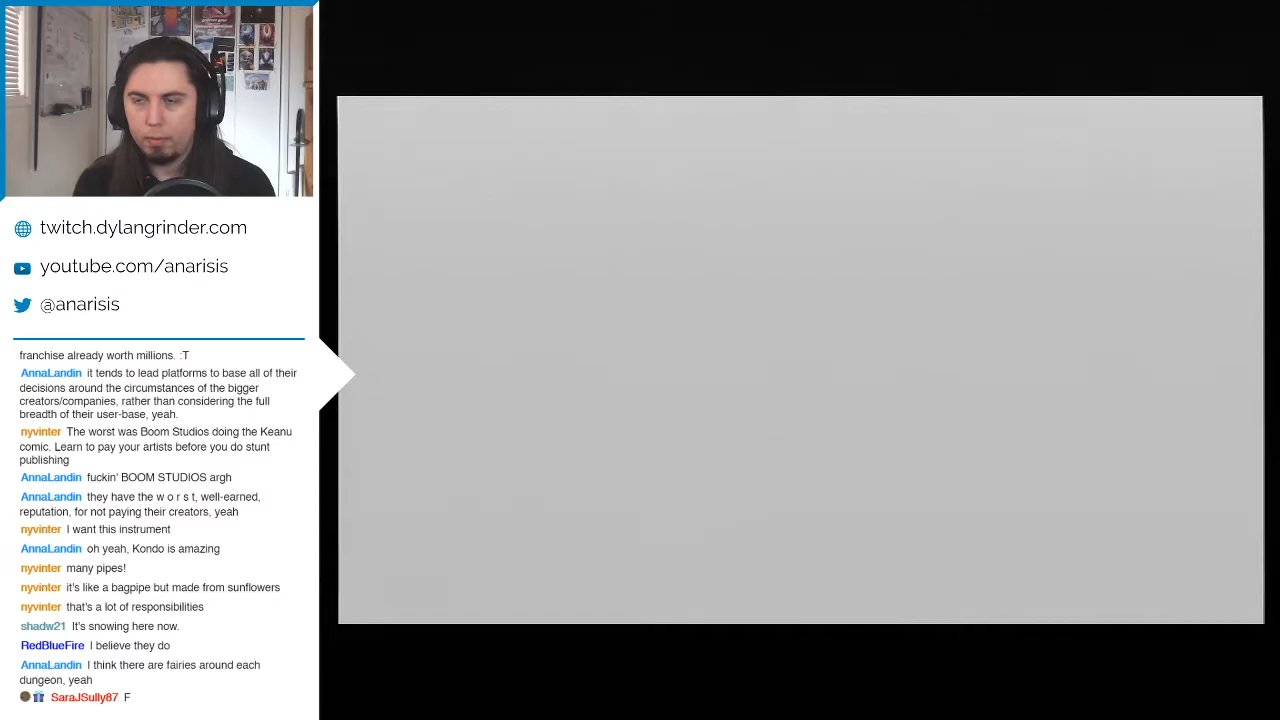 twitch.dylangrinder.com
youtube.com/anarisis
@anarisis
franchise already worth millions. :T
AnnaLandin it tends to lead platforms to base all of their
decisions around the circumstances of the bigger
creators/companies, rather than considering the full
breadth of their user-base, yeah.
nyvinter The worst was Boom Studios doing the Keanu
comic. Learn to pay your artists before you do stunt
publishing
AnnaLandin fuckin' BOOM STUDIOS argh
AnnaLandin they have the w o r s t, well-earned,
reputation, for not paying their creators, yeah
nyvinter I want this instrument
AnnaLandin oh yeah, Kondo is amazing
nyvinter many pipes!
nyvinter it's like a bagpipe but made from sunflowers
nyvinter that's a lot of responsibilities
shadw21 It's snowing here now.
RedBlueFire I believe they do
AnnaLandin I think there are fairies around each
dungeon, yeah
SaraJSully87 F